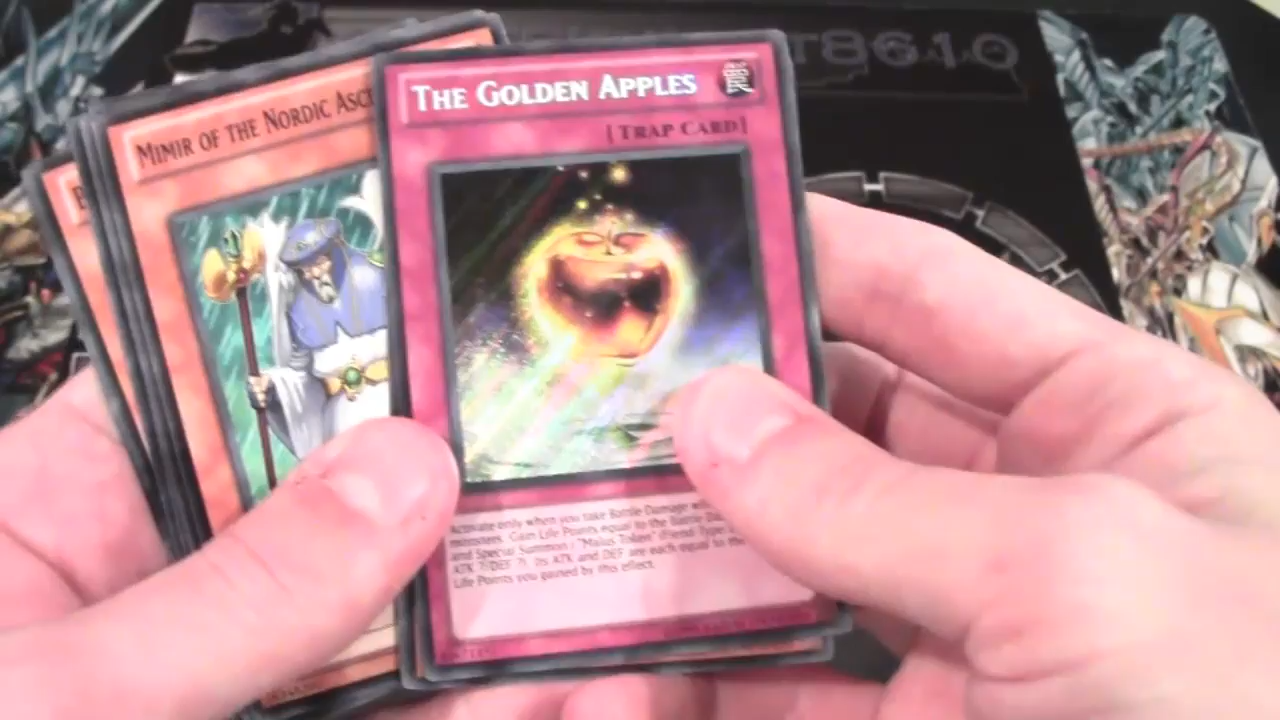 T8610
MIMIR OF THE NORDIC ASC
THE GOLDEN APPLES
[TRAP CARD]
Activate only when you take Battle Damage
monsters. Gain Life Points equal to the Battle
and Special Summon 1 "Malus Token" (Fiend-Type
ATK ?/DEF ?). Its ATK and DEF are each equal to the
Life Points you gained by this effect.